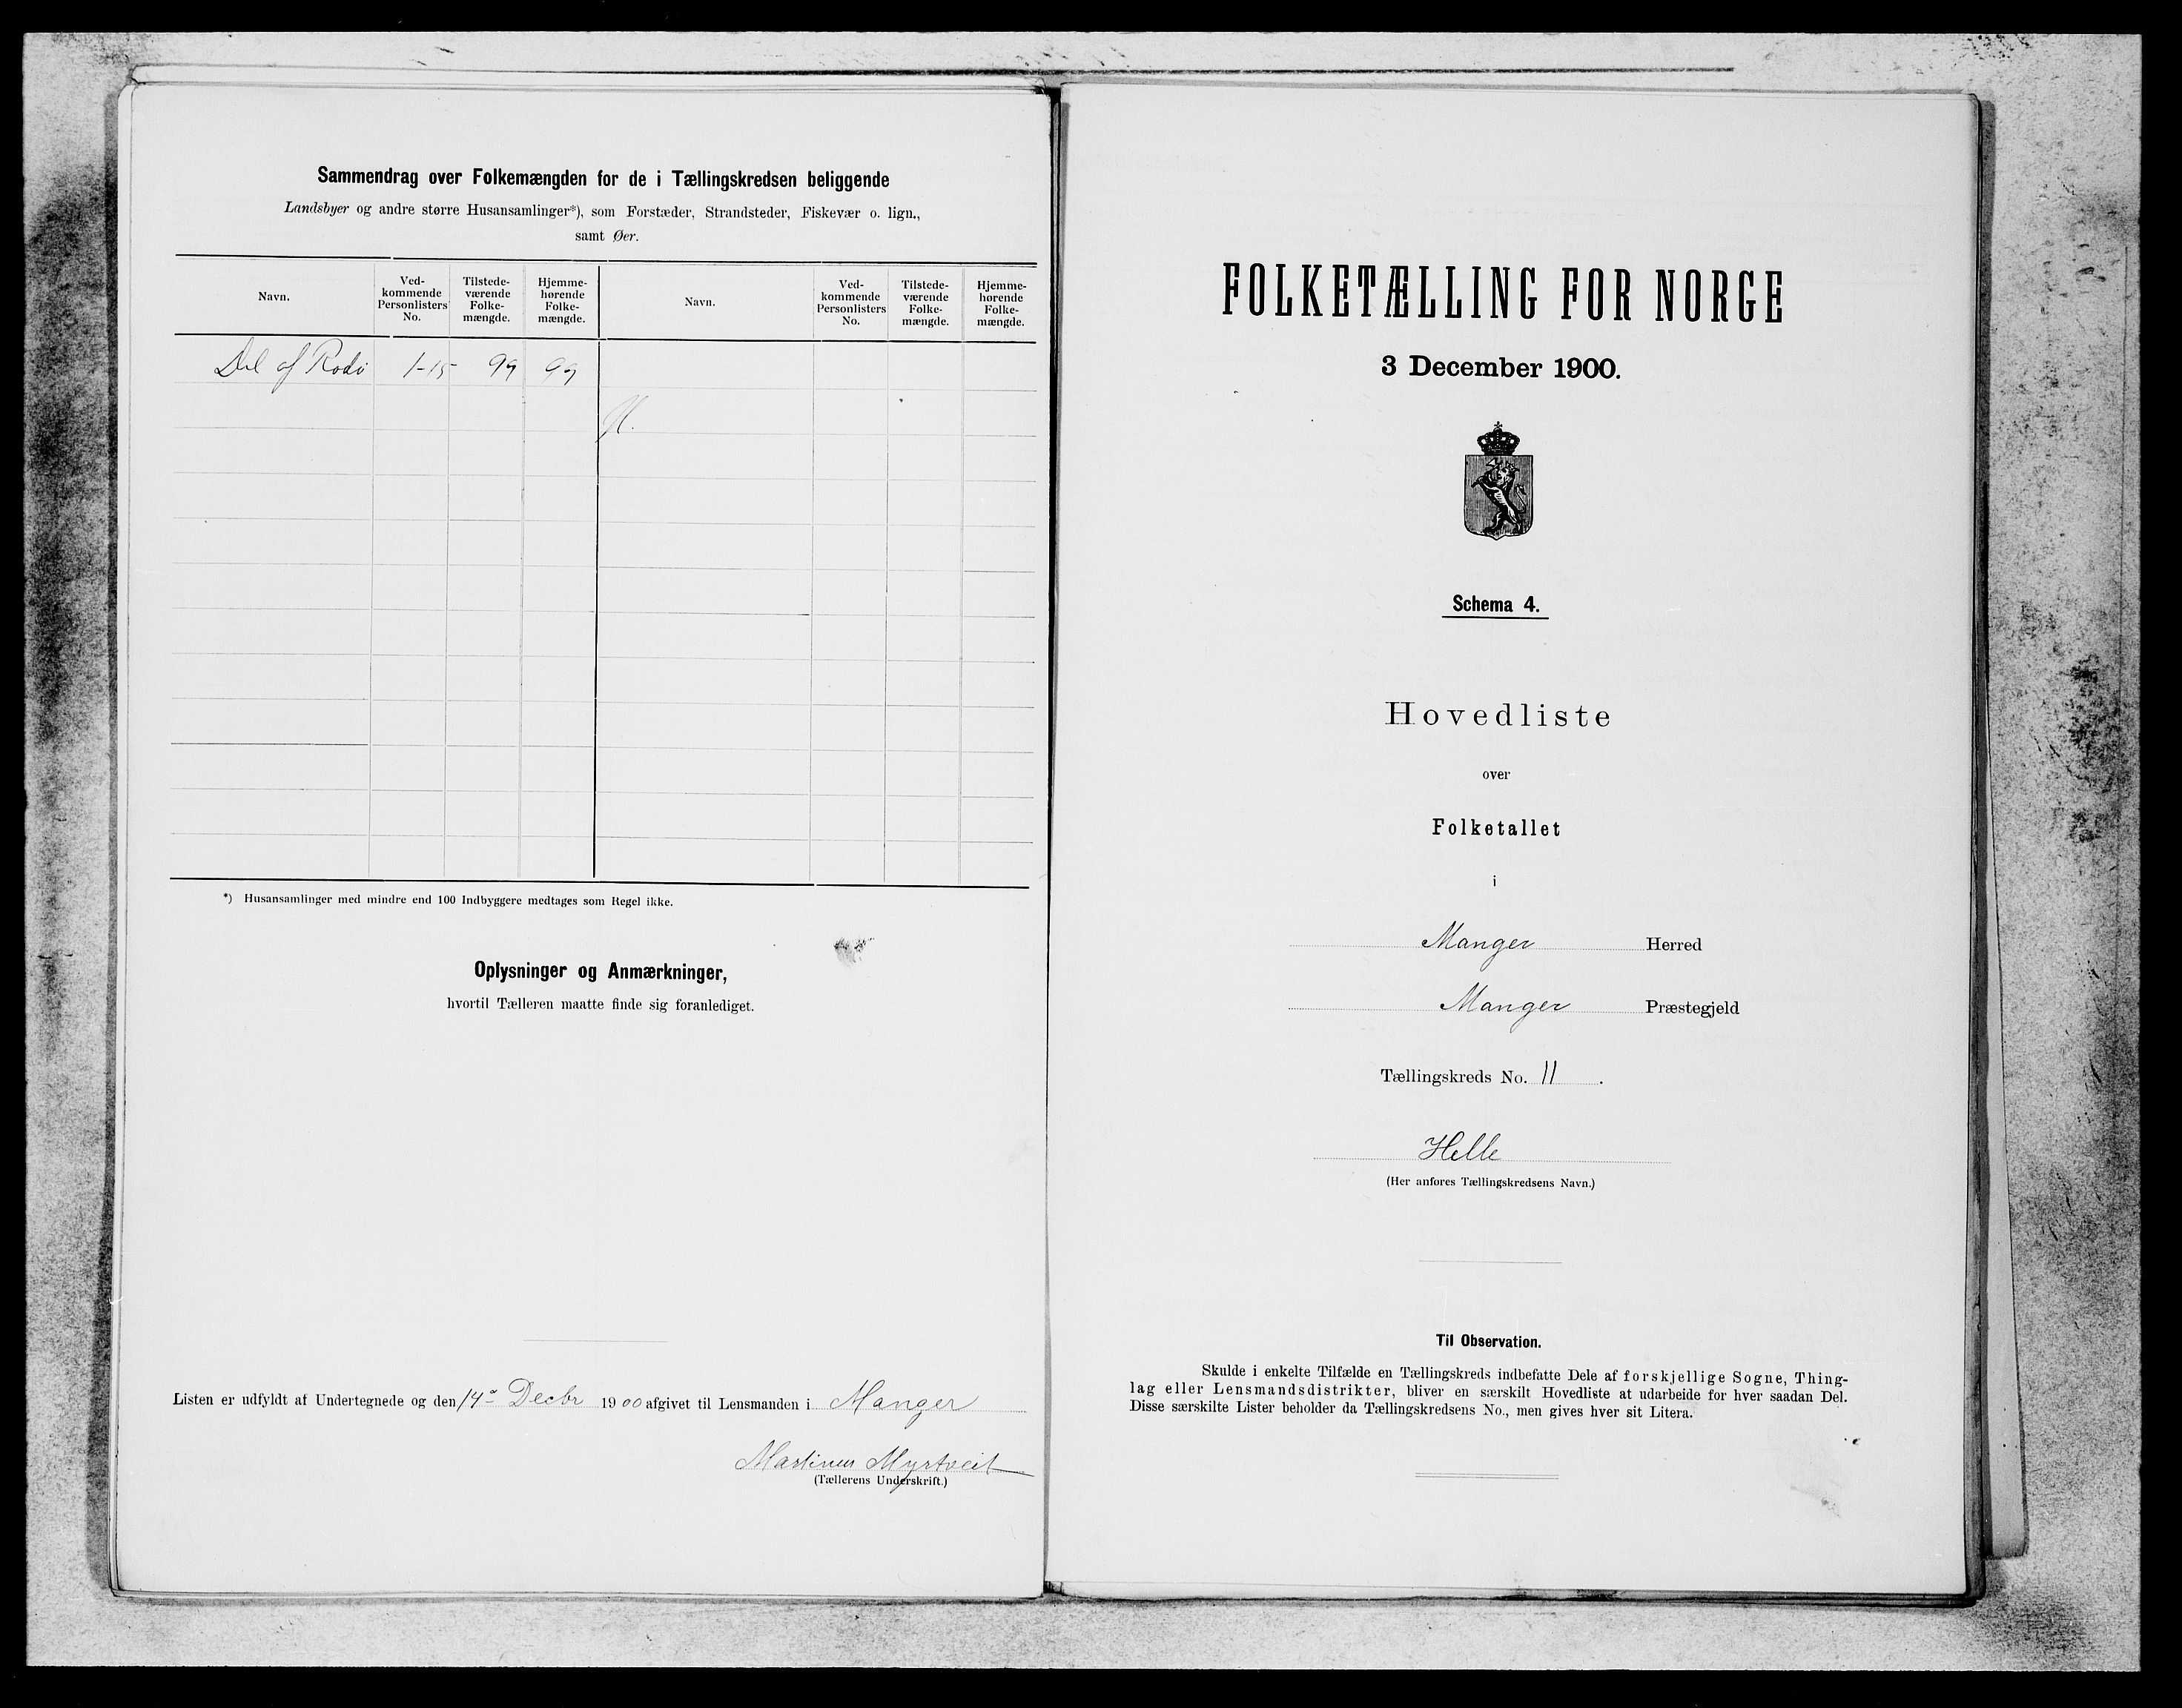 Sammendrag over Folkemængden for de i Tællingskredsen beliggende
Landsbyer og andre større Husansamlinger*), som Forstæder, Strandsteder, Fiskevær o. lign.,
samt Øer.
Navn. Ved-kommende Personlisters No. Tilstede-værende Folke-mængde. Hjemme-hørende Folke-mængde. Navn. Ved-kommende Personlisters No. Tilstede-værende Folke-mængde. Hjemme-hørende Folke-mængde.
Del af Radö 1-15 99 99
*) Husansamlinger med mindre end 100 Indbyggere medtages som Regel ikke.
Oplysninger og Anmærkninger,
hvortil Tælleren maatte finde sig foranlediget.
Listen er udfyldt af Undertegnede og den 14de Decbr 1900 afgivet til Lensmanden i Manger
Martinus Myrtveit
(Tællerens Underskrift.)
FOLKETÆLLING FOR NORGE
3 December 1900.
Schema 4.
Hovedliste
over
Folketallet
i
Manger Herred
Manger Præstegjeld
Tællingskreds No. 11.
Helle
(Her anføres Tællingskredsens Navn.)
Til Observation.
Skulde i enkelte Tilfælde en Tællingskreds indbefatte Dele af forskjellige Sogne, Thing-
lag eller Lensmandsdistrikter, bliver en særskilt Hovedliste at udarbeide for hver saadan Del.
Disse særskilte Lister beholder da Tællingskredsens No., men gives hver sit Litera.